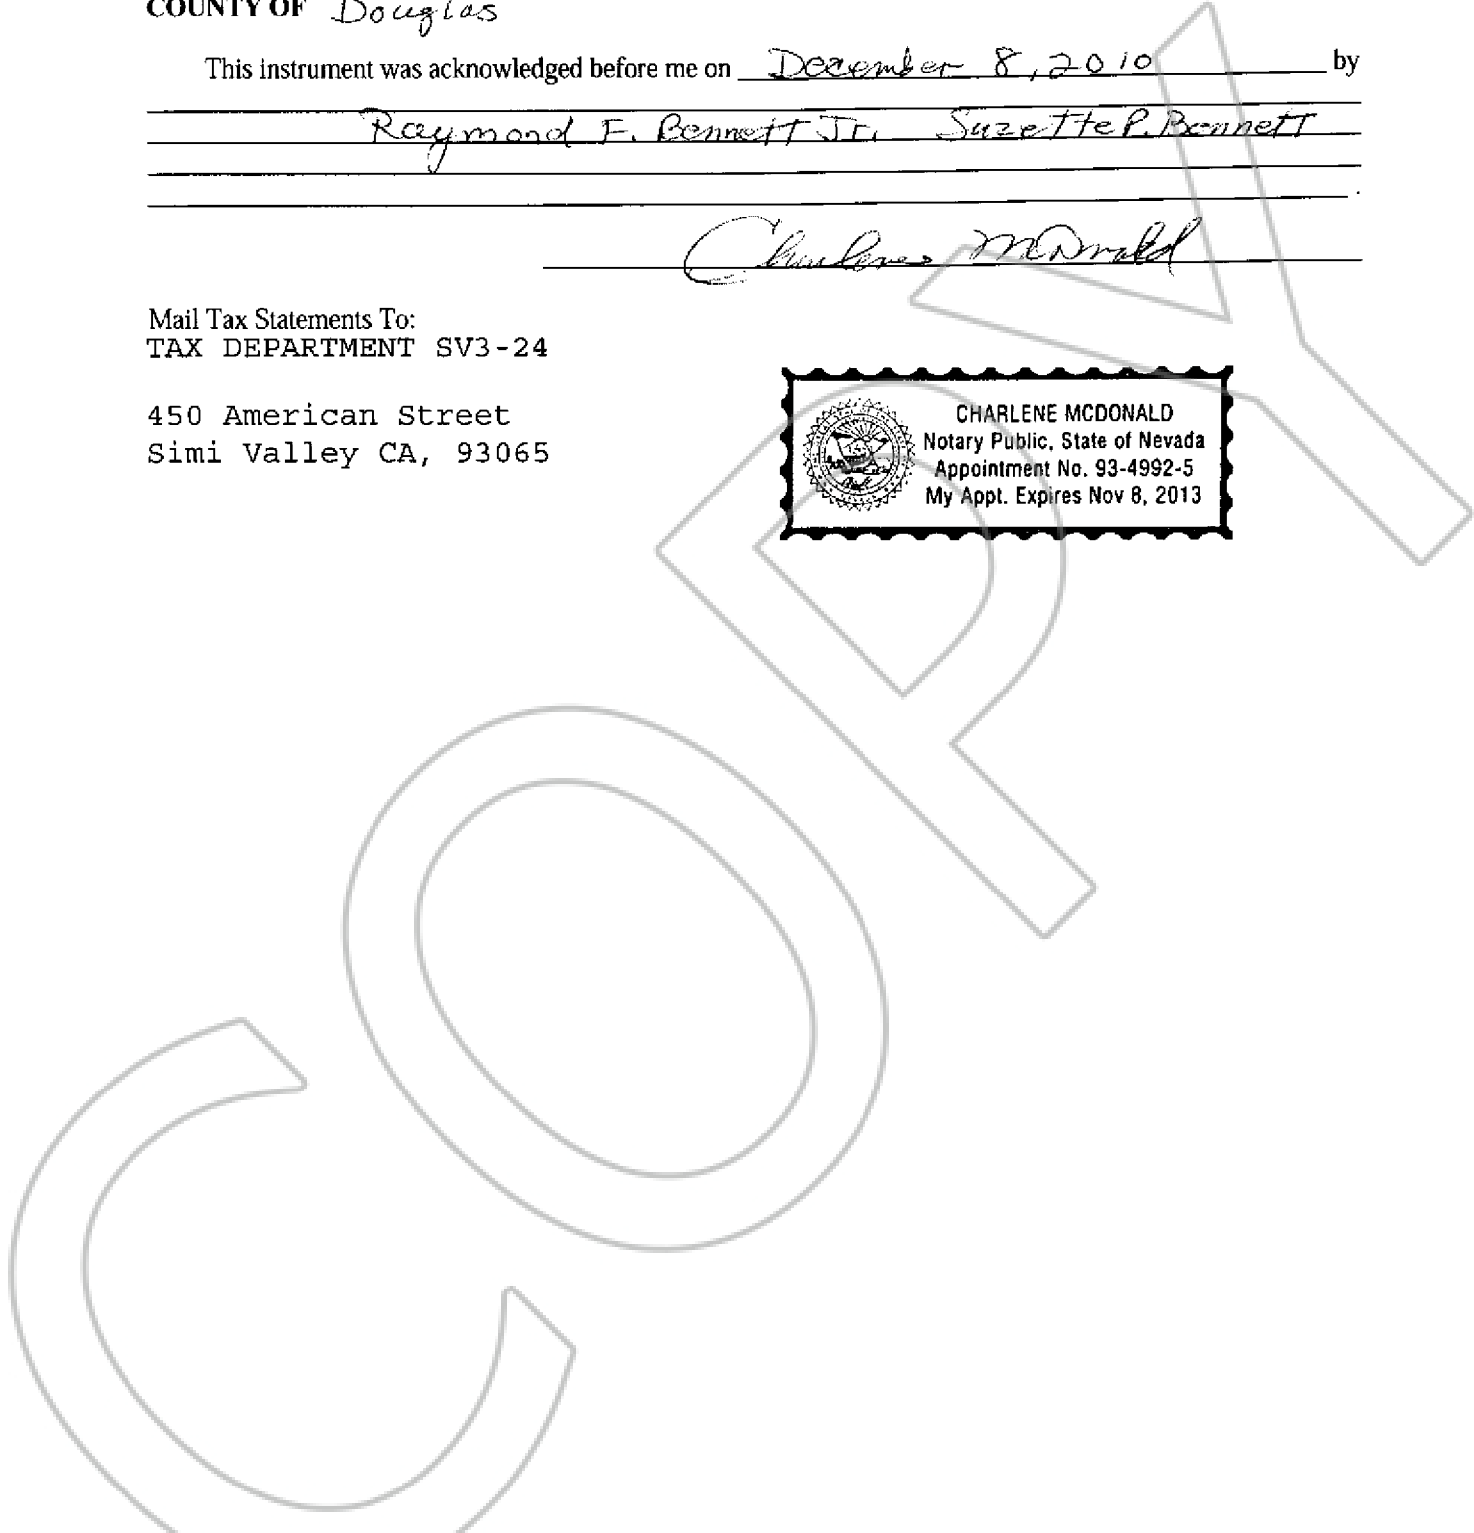 COUNTY OF Douglas
This instrument was acknowledged before me on December 8, 2010 by
Raymond F. Bennett Jr. Suzette P. Bennett
Charlene McDonald
Mail Tax Statements To:
TAX DEPARTMENT SV3-24
450 American Street
Simi Valley CA, 93065
CHARLENE MCDONALD
Notary Public, State of Nevada
Appointment No. 93-4992-5
My Appt. Expires Nov 8, 2013
COPY